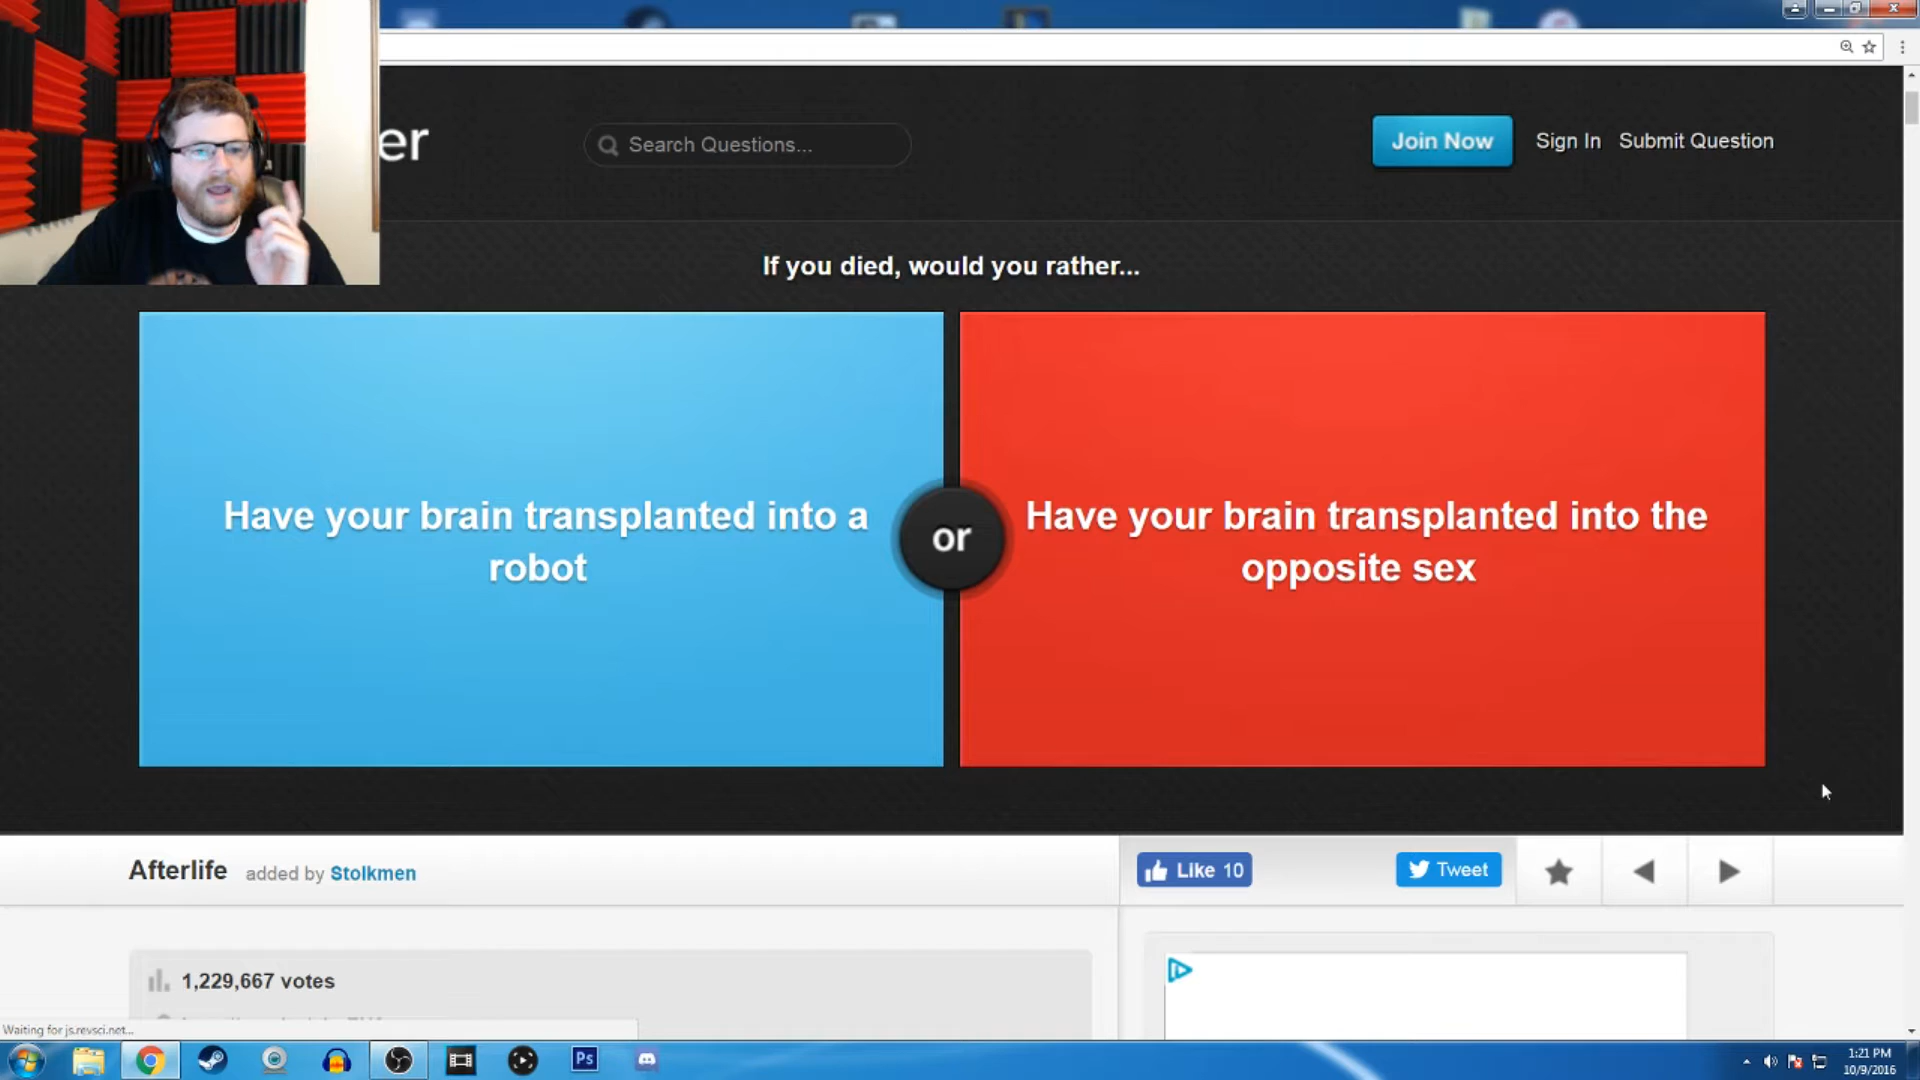 er
Search Questions...
Join Now
Sign In
Submit Question
If you died, would you rather...
Have your brain transplanted into a
robot
or
Have your brain transplanted into the
opposite sex
Afterlife added by Stolkmen
Like 10
Tweet
1,229,667 votes
Waiting for js.revsci.net...
Ps
1:21 PM
10/9/2016